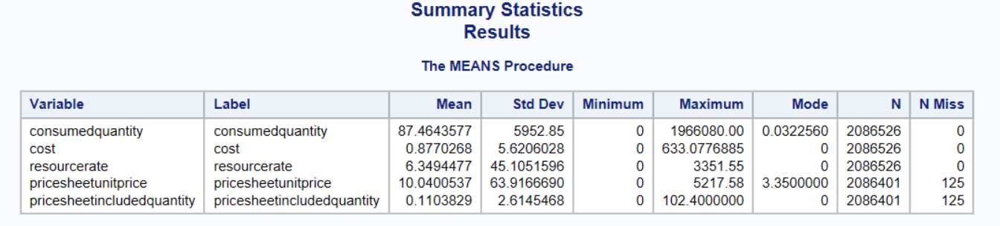 Summary Statistics
Results
The MEANS Procedure
Variable Label Mean Std Dev Minimum Maximum Mode N N Miss
consumedquantity consumedquantity 87.4643577 5952.85 0 1966080.00 0.0322560 2086526 0
cost cost 0.8770268 5.6206028 0 633.0776885 0 2086526 0
resourcerate resourcerate 6.3494477 45.1051596 0 3351.55 0 2086526 0
pricesheetunitprice pricesheetunitprice 10.0400537 63.9166690 0 5217.58 3.3500000 2086401 125
pricesheetincludedquantity pricesheetincludedquantity 0.1103829 2.6145468 0 102.4000000 0 2086401 125